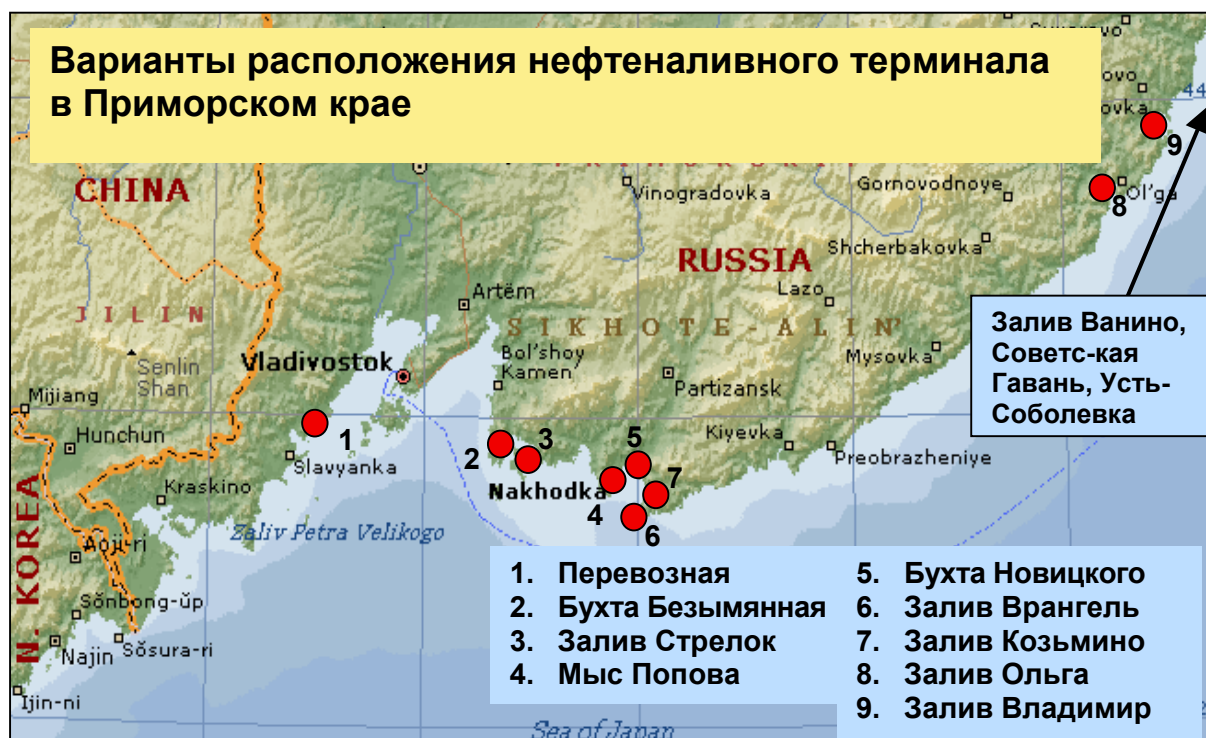 Варианты расположения нефтеналивного терминала
в Приморском крае
44
9
CHINA
Vinogradovka
Gornovodnoye
Ol'ga
8
Shcherbakovka
RUSSIA
Lazo
JILIN
Artëm
SIKHOTE-ALIN'
Залив Ванино,
Советс-кая
Гавань, Усть-
Соболевка
Senlin
Shan
Vladivostok
Bol'shoy
Kamen'
Mysovka
Partizansk
Mijiang
Hunchun
1
2
3
5
Kiyevka
Preobrazheniye
Slavyanka
Kraskino
Nakhodka
7
4
6
N. KOREA
Zaliv Petra Velikogo
Aoji-ri
Sŏnbong-ŭp
Najin
Sŏsura-ri
Ijin-ni
1. Перевозная
2. Бухта Безымянная
3. Залив Стрелок
4. Мыс Попова
5. Бухта Новицкого
6. Залив Врангель
7. Залив Козьмино
8. Залив Ольга
9. Залив Владимир
Sea of Japan